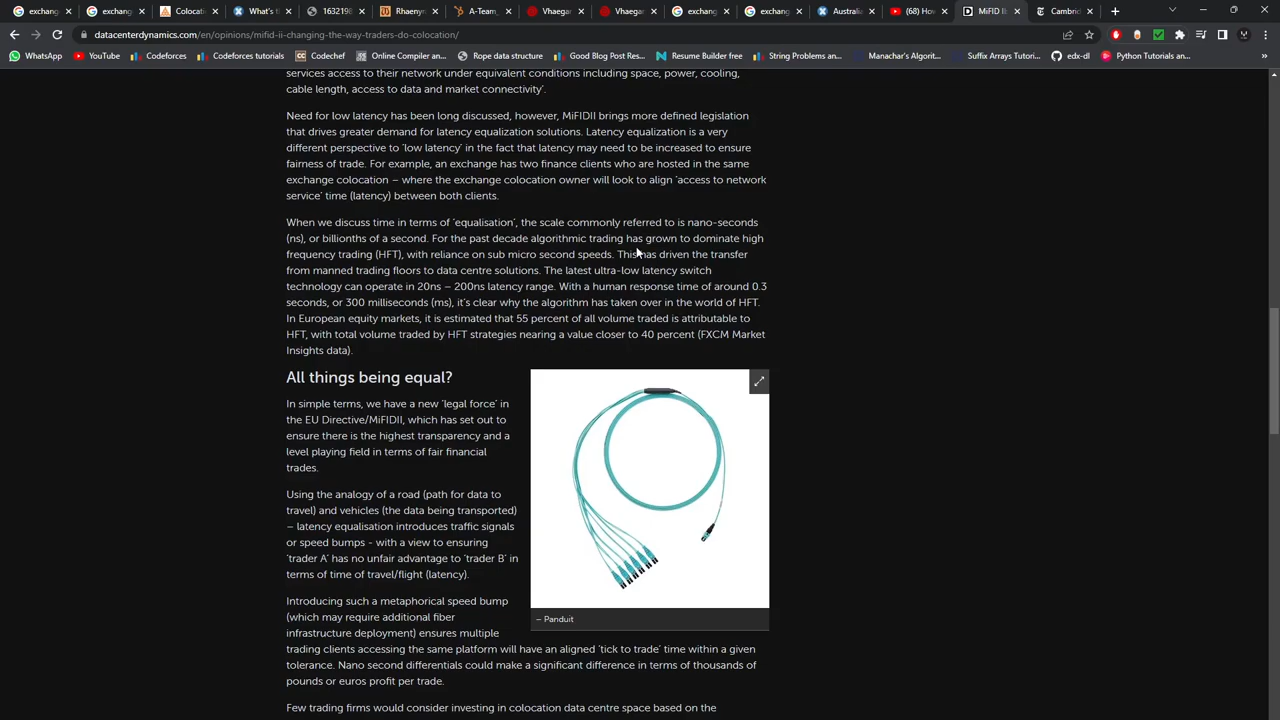 exchang
exchang
Colocati
What's th
1632198
Rhaenyr
A-Team_
Vhaegar
Vhaegar
exchang
exchang
Australia
(68) How
MiFID II
Cambrid
datacenterdynamics.com/en/opinions/mifid-ii-changing-the-way-traders-do-colocation/
WhatsApp
YouTube
Codeforces
Codeforces tutorials
Codechef
Online Compiler an...
Rope data structure
Good Blog Post Res...
Resume Builder free
String Problems an...
Manachar's Algorit...
Suffix Arrays Tutori...
edx-dl
Python Tutorials an...
services access to their network under equivalent conditions including space, power, cooling,
cable length, access to data and market connectivity'.
Need for low latency has been long discussed, however, MiFIDII brings more defined legislation
that drives greater demand for latency equalization solutions. Latency equalization is a very
different perspective to 'low latency' in the fact that latency may need to be increased to ensure
fairness of trade. For example, an exchange has two finance clients who are hosted in the same
exchange colocation – where the exchange colocation owner will look to align 'access to network
service' time (latency) between both clients.
When we discuss time in terms of 'equalisation', the scale commonly referred to is nano-seconds
(ns), or billionths of a second. For the past decade algorithmic trading has grown to dominate high
frequency trading (HFT), with reliance on sub micro second speeds. This has driven the transfer
from manned trading floors to data centre solutions. The latest ultra-low latency switch
technology can operate in 20ns – 200ns latency range. With a human response time of around 0.3
seconds, or 300 milliseconds (ms), it's clear why the algorithm has taken over in the world of HFT.
In European equity markets, it is estimated that 55 percent of all volume traded is attributable to
HFT, with total volume traded by HFT strategies nearing a value closer to 40 percent (FXCM Market
Insights data).
All things being equal?
In simple terms, we have a new 'legal force' in
the EU Directive/MiFIDII, which has set out to
ensure there is the highest transparency and a
level playing field in terms of fair financial
trades.
Using the analogy of a road (path for data to
travel) and vehicles (the data being transported)
– latency equalisation introduces traffic signals
or speed bumps - with a view to ensuring
'trader A' has no unfair advantage to 'trader B' in
terms of time of travel/flight (latency).
– Panduit
Introducing such a metaphorical speed bump
(which may require additional fiber
infrastructure deployment) ensures multiple
trading clients accessing the same platform will have an aligned 'tick to trade' time within a given
tolerance. Nano second differentials could make a significant difference in terms of thousands of
pounds or euros profit per trade.
Few trading firms would consider investing in colocation data centre space based on the